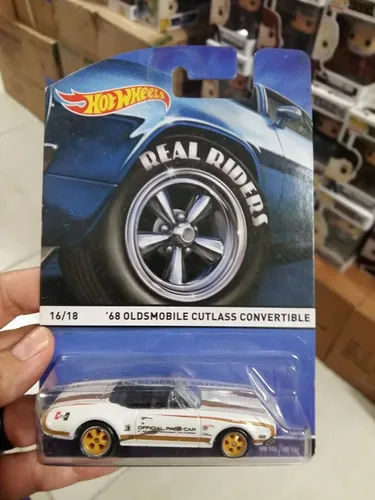 HOT WHEELS
REAL RIDERS
16/18
'68 OLDSMOBILE CUTLASS CONVERTIBLE
OFFICIAL PACE CAR